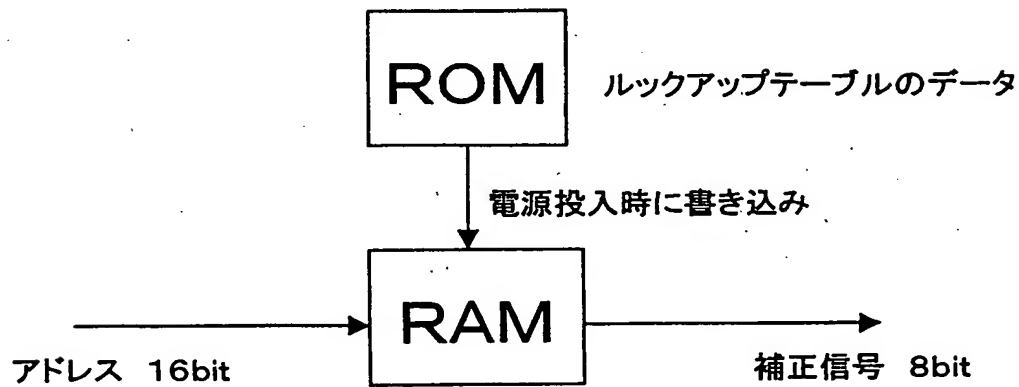 ROM
ルックアップテーブルのデータ
電源投入時に書き込み
RAM
アドレス 16bit
補正信号 8bit